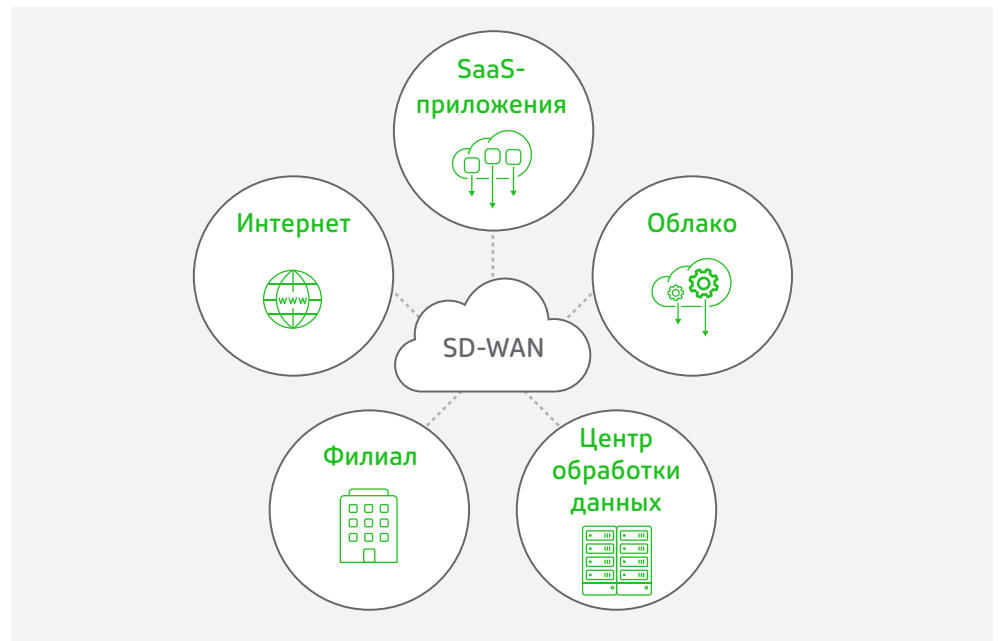 SaaS-
приложения
Интернет
www
Облако
SD-WAN
Филиал
Центр
обработки
данных